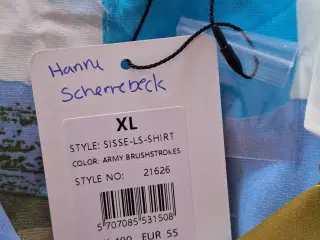 Hanne
Scherrebeck
XL
STYLE: SISSE-LS-SHIRT
COLOR: ARMY BRUSHSTROKES
STYLE NO: 21626
5 707085 531508
EUR 55